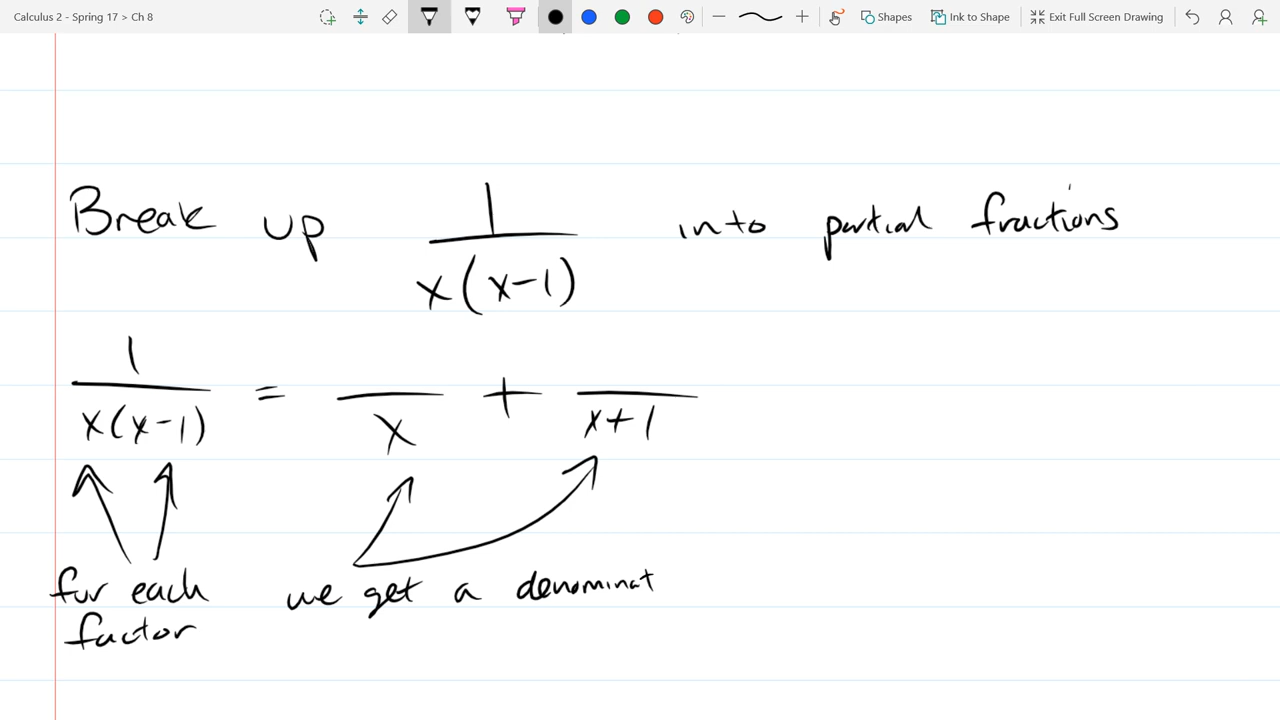 Calculus 2 - Spring 17 > Ch 8
Shapes
Ink to Shape
Exit Full Screen Drawing
Break up 1/(x(x-1)) into partial fractions
1/(x(x-1)) = /x + /(x+1)
for each we get a denominat
factor